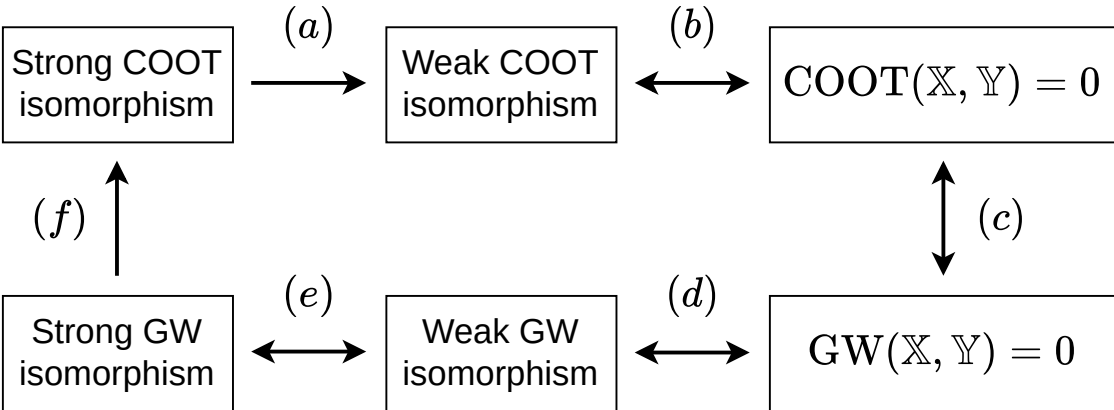 (a)
(b)
Strong COOT
isomorphism
Weak COOT
isomorphism
COOT(𝕏, 𝕐) = 0
(f)
(c)
(e)
(d)
Strong GW
isomorphism
Weak GW
isomorphism
GW(𝕏, 𝕐) = 0